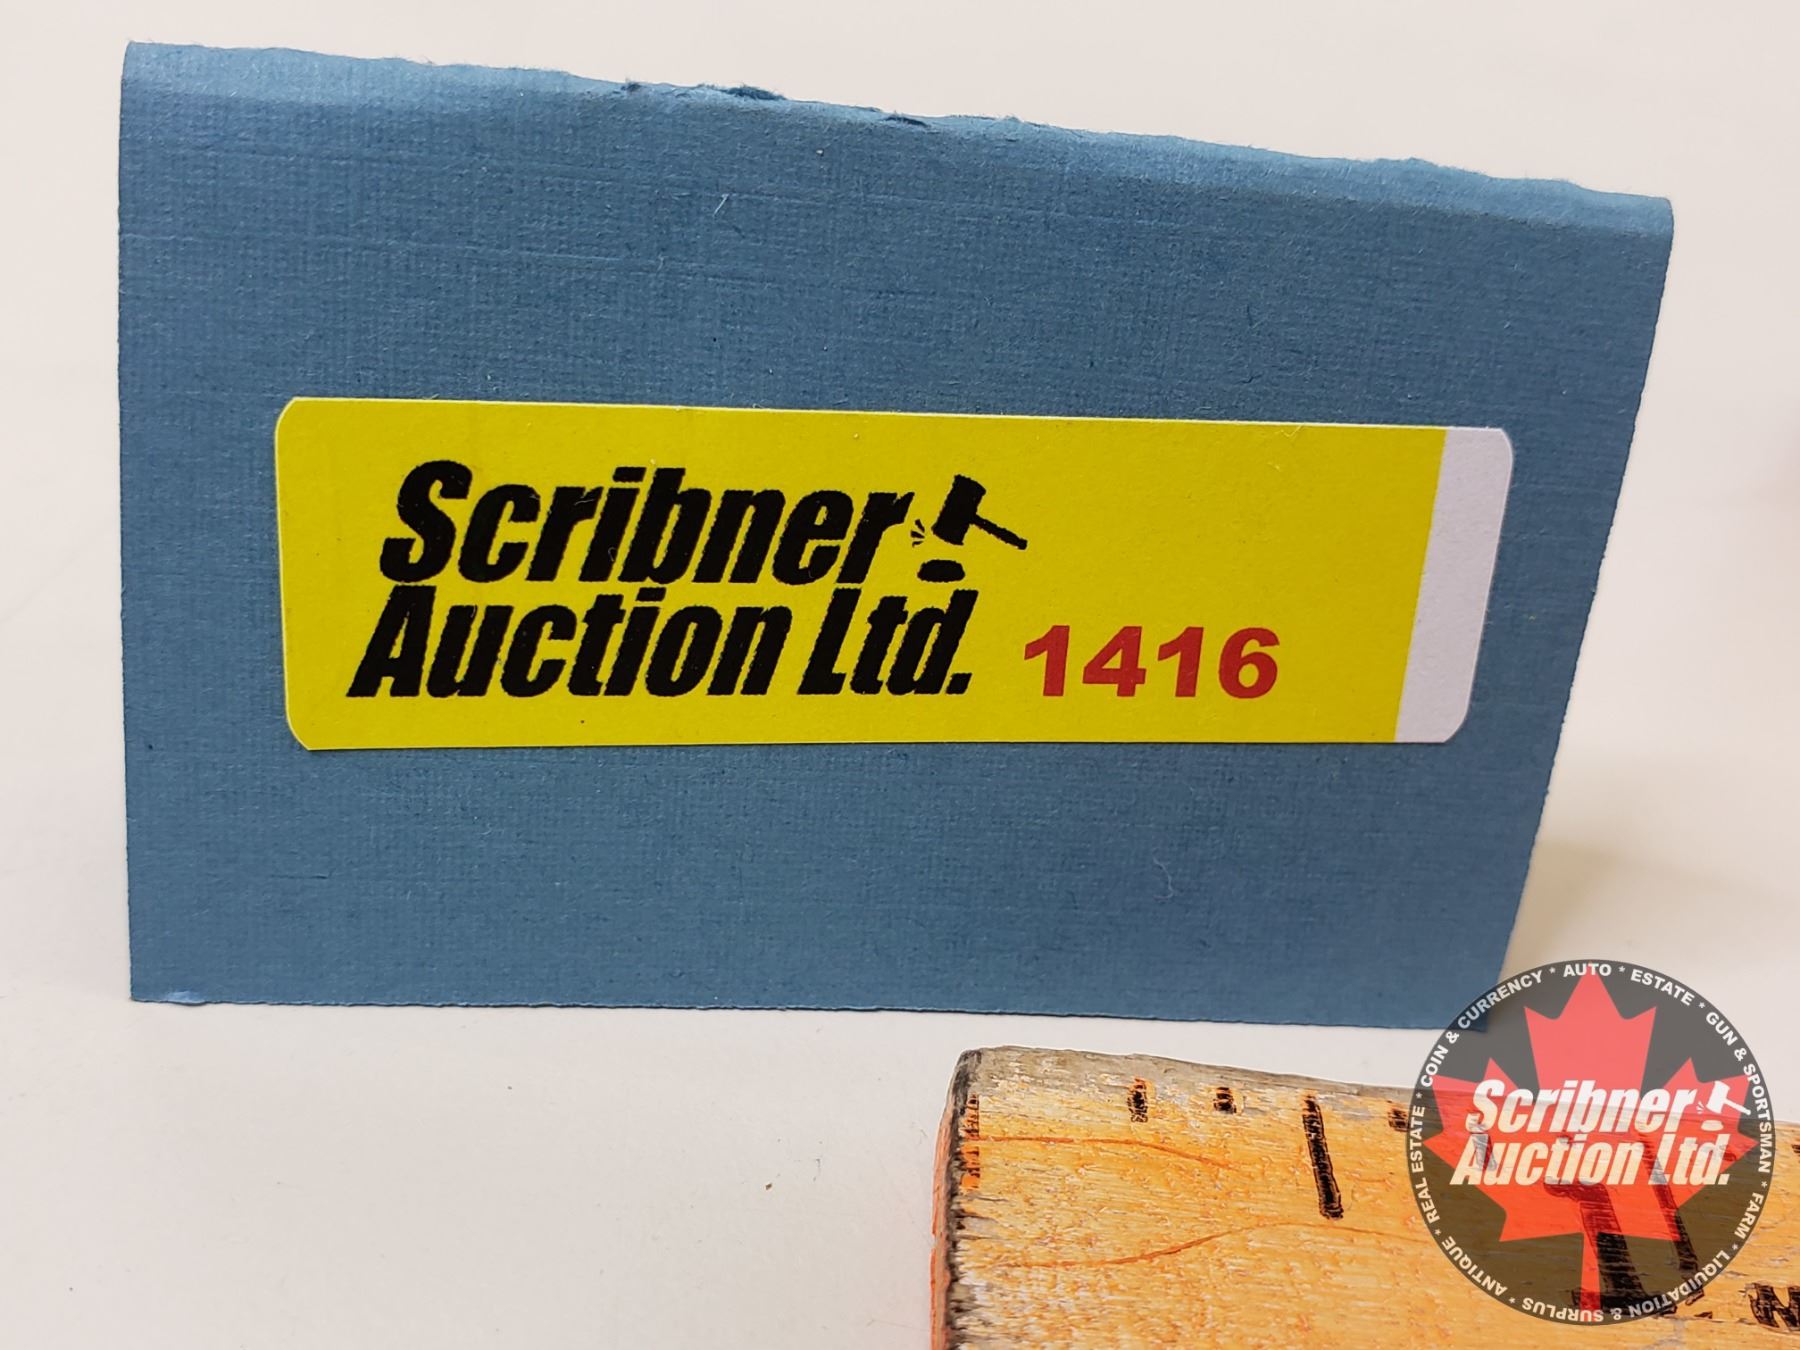 Scribner
Auction Ltd. 1416
COIN & CURRENCY * AUTO * ESTATE * GUN & SPORTSMAN * FARM * LIQUIDATION & SURPLUS * ANTIQUE * REAL ESTATE *
Scribner
Auction Ltd.